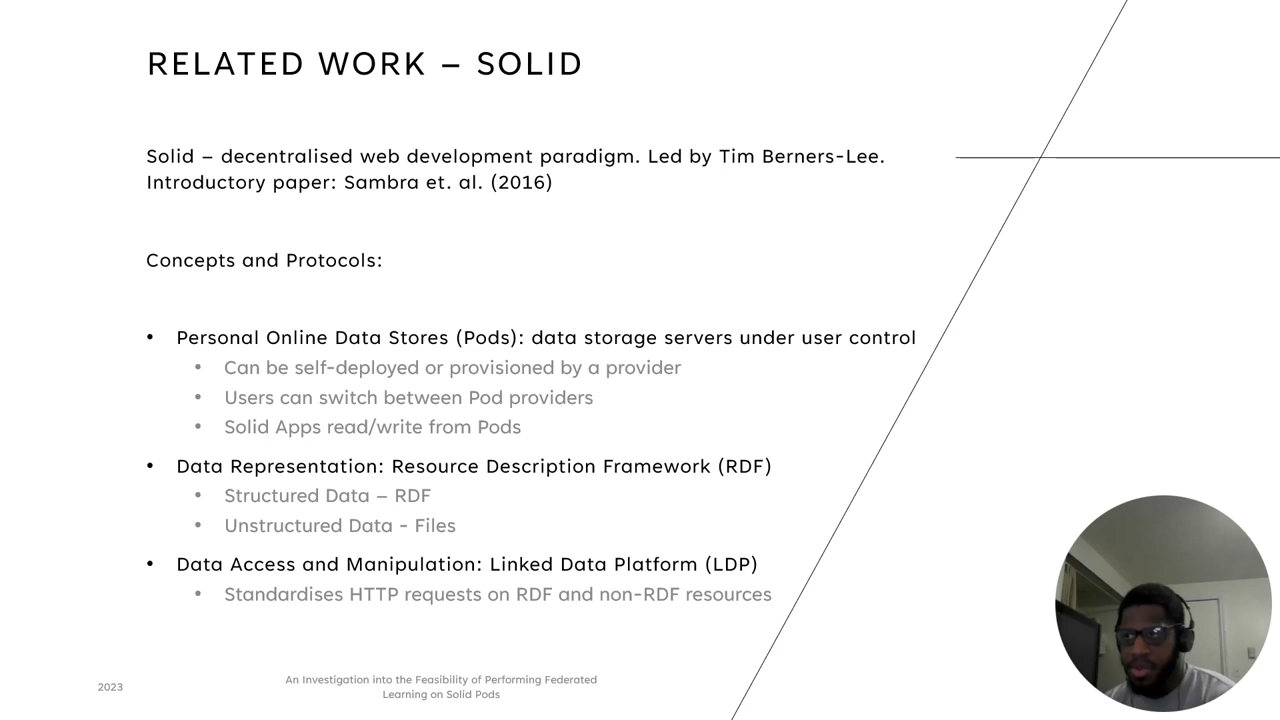 RELATED WORK – SOLID
Solid – decentralised web development paradigm. Led by Tim Berners-Lee.
Introductory paper: Sambra et. al. (2016)
Concepts and Protocols:
• Personal Online Data Stores (Pods): data storage servers under user control
• Can be self-deployed or provisioned by a provider
• Users can switch between Pod providers
• Solid Apps read/write from Pods
• Data Representation: Resource Description Framework (RDF)
• Structured Data – RDF
• Unstructured Data - Files
• Data Access and Manipulation: Linked Data Platform (LDP)
• Standardises HTTP requests on RDF and non-RDF resources
2023
An Investigation into the Feasibility of Performing Federated
Learning on Solid Pods